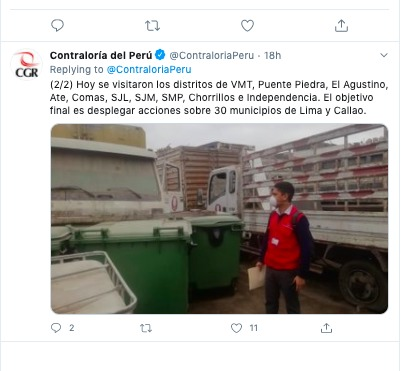 CGR
Contraloría del Perú @ContraloriaPeru · 18h
Replying to @ContraloriaPeru
(2/2) Hoy se visitaron los distritos de VMT, Puente Piedra, El Agustino,
Ate, Comas, SJL, SJM, SMP, Chorrillos e Independencia. El objetivo
final es desplegar acciones sobre 30 municipios de Lima y Callao.
2 11